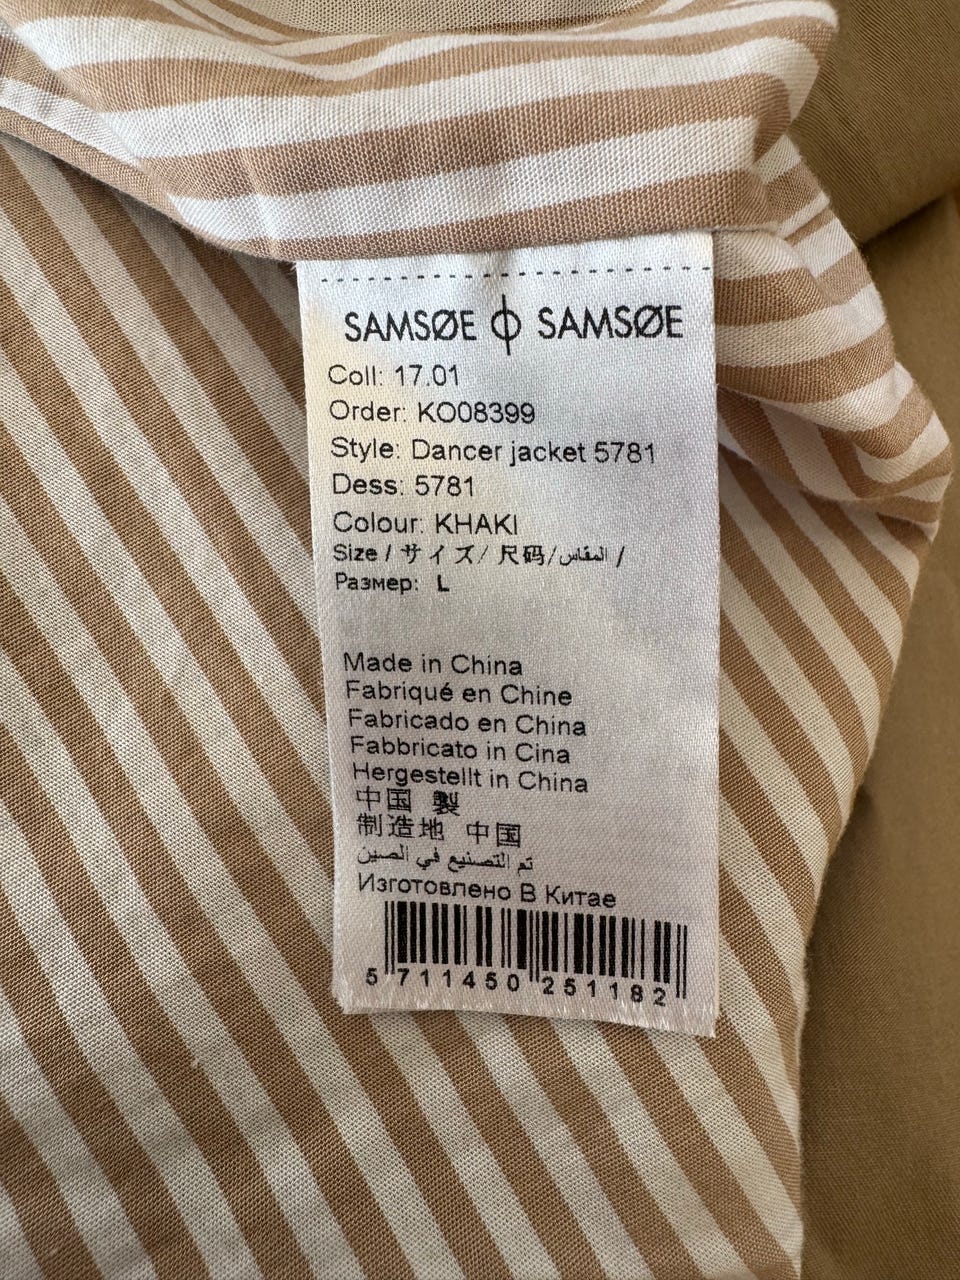 SAMSØE ϕ SAMSØE
Coll: 17.01
Order: KO08399
Style: Dancer jacket 5781
Dess: 5781
Colour: KHAKI
Size / サイズ/ 尺码/المقاس /
Размер: L
Made in China
Fabriqué en Chine
Fabricado en China
Fabbricato in Cina
Hergestellt in China
中国 製
制造地 中国
تم التصنيع في الصين
Изготовлено В Китае
5 711450 251182